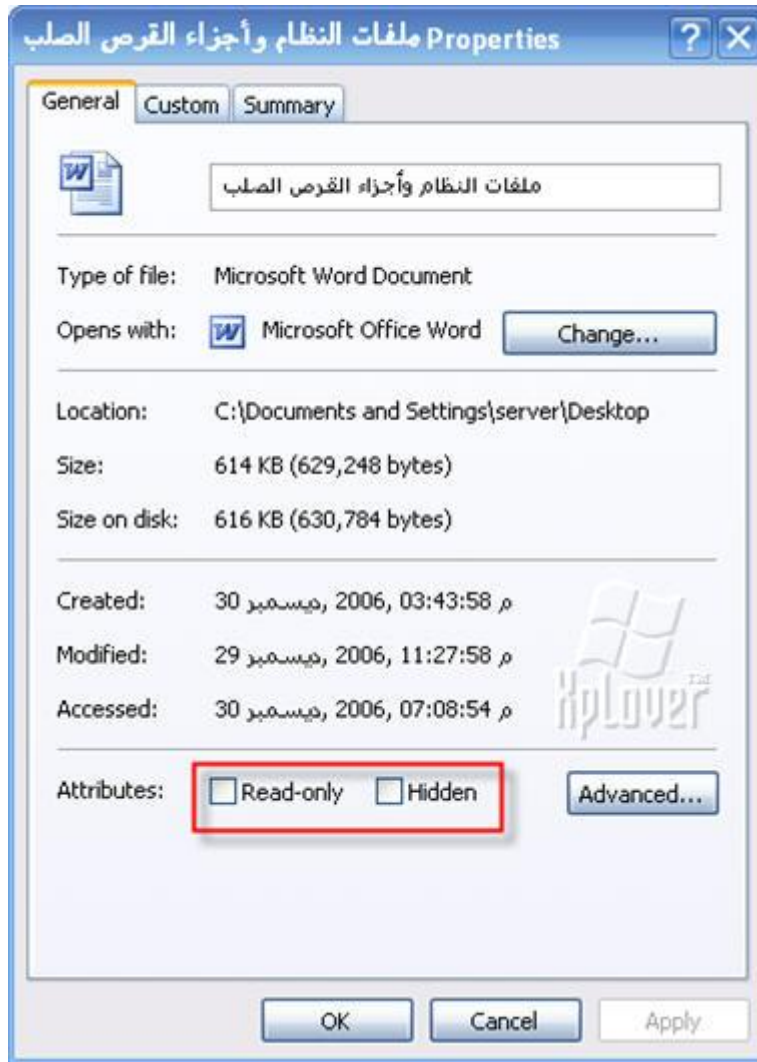 ملفات النظام وأجزاء القرص الصلب Properties
General Custom Summary
ملفات النظام وأجزاء القرص الصلب
Type of file: Microsoft Word Document
Opens with: Microsoft Office Word Change...
Location: C:\Documents and Settings\server\Desktop
Size: 614 KB (629,248 bytes)
Size on disk: 616 KB (630,784 bytes)
Created: 30 ديسمبر, 2006, 03:43:58 م
Modified: 29 ديسمبر, 2006, 11:27:58 م
Accessed: 30 ديسمبر, 2006, 07:08:54 م
XpLover™
Attributes: Read-only Hidden Advanced...
OK Cancel Apply